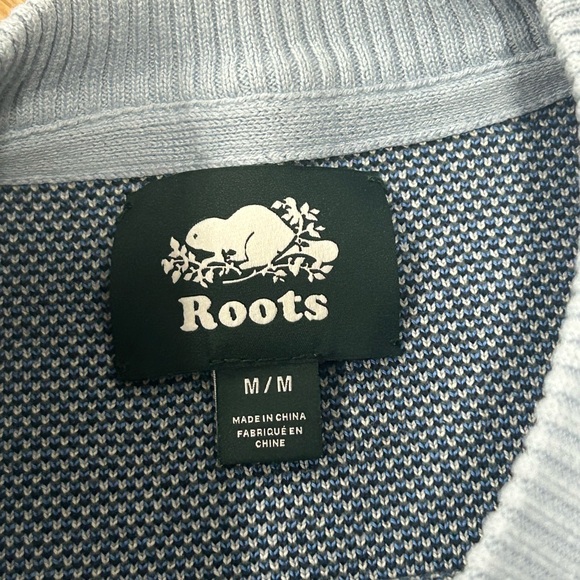 Roots
M/M
MADE IN CHINA
FABRIQUÉ EN
CHINE